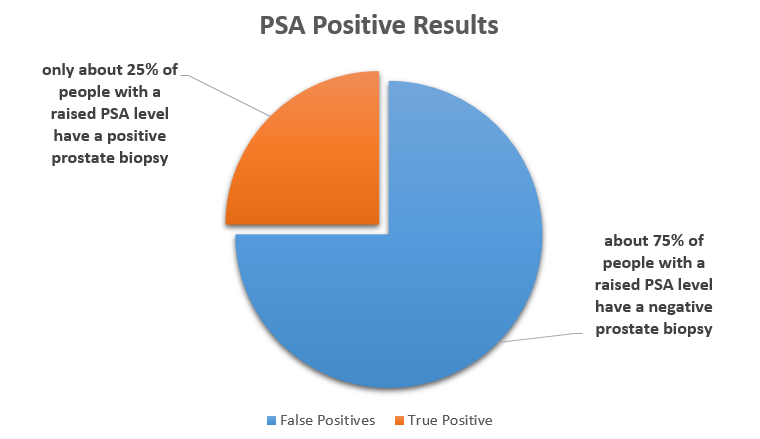 PSA Positive Results
only about 25% of
people with a
raised PSA level
have a positive
prostate biopsy
about 75% of
people with a
raised PSA level
have a negative
prostate biopsy
False Positives
True Positive